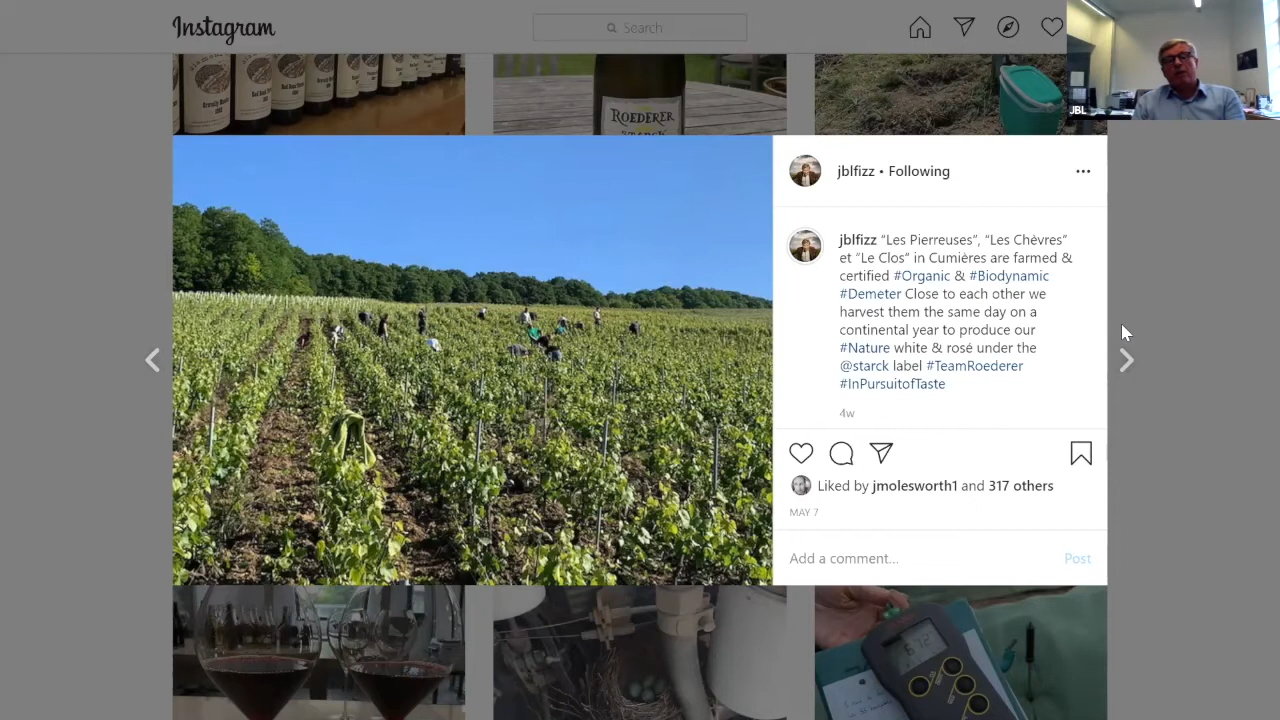 Instagram
Search
JBL
ROEDERER
jblfizz • Following
jblfizz "Les Pierreuses", "Les Chèvres"
et "Le Clos" in Cumières are farmed &
certified #Organic & #Biodynamic
#Demeter Close to each other we
harvest them the same day on a
continental year to produce our
#Nature white & rosé under the
@starck label #TeamRoederer
#InPursuitofTaste
4w
Liked by jmolesworth1 and 317 others
MAY 7
Add a comment...
Post